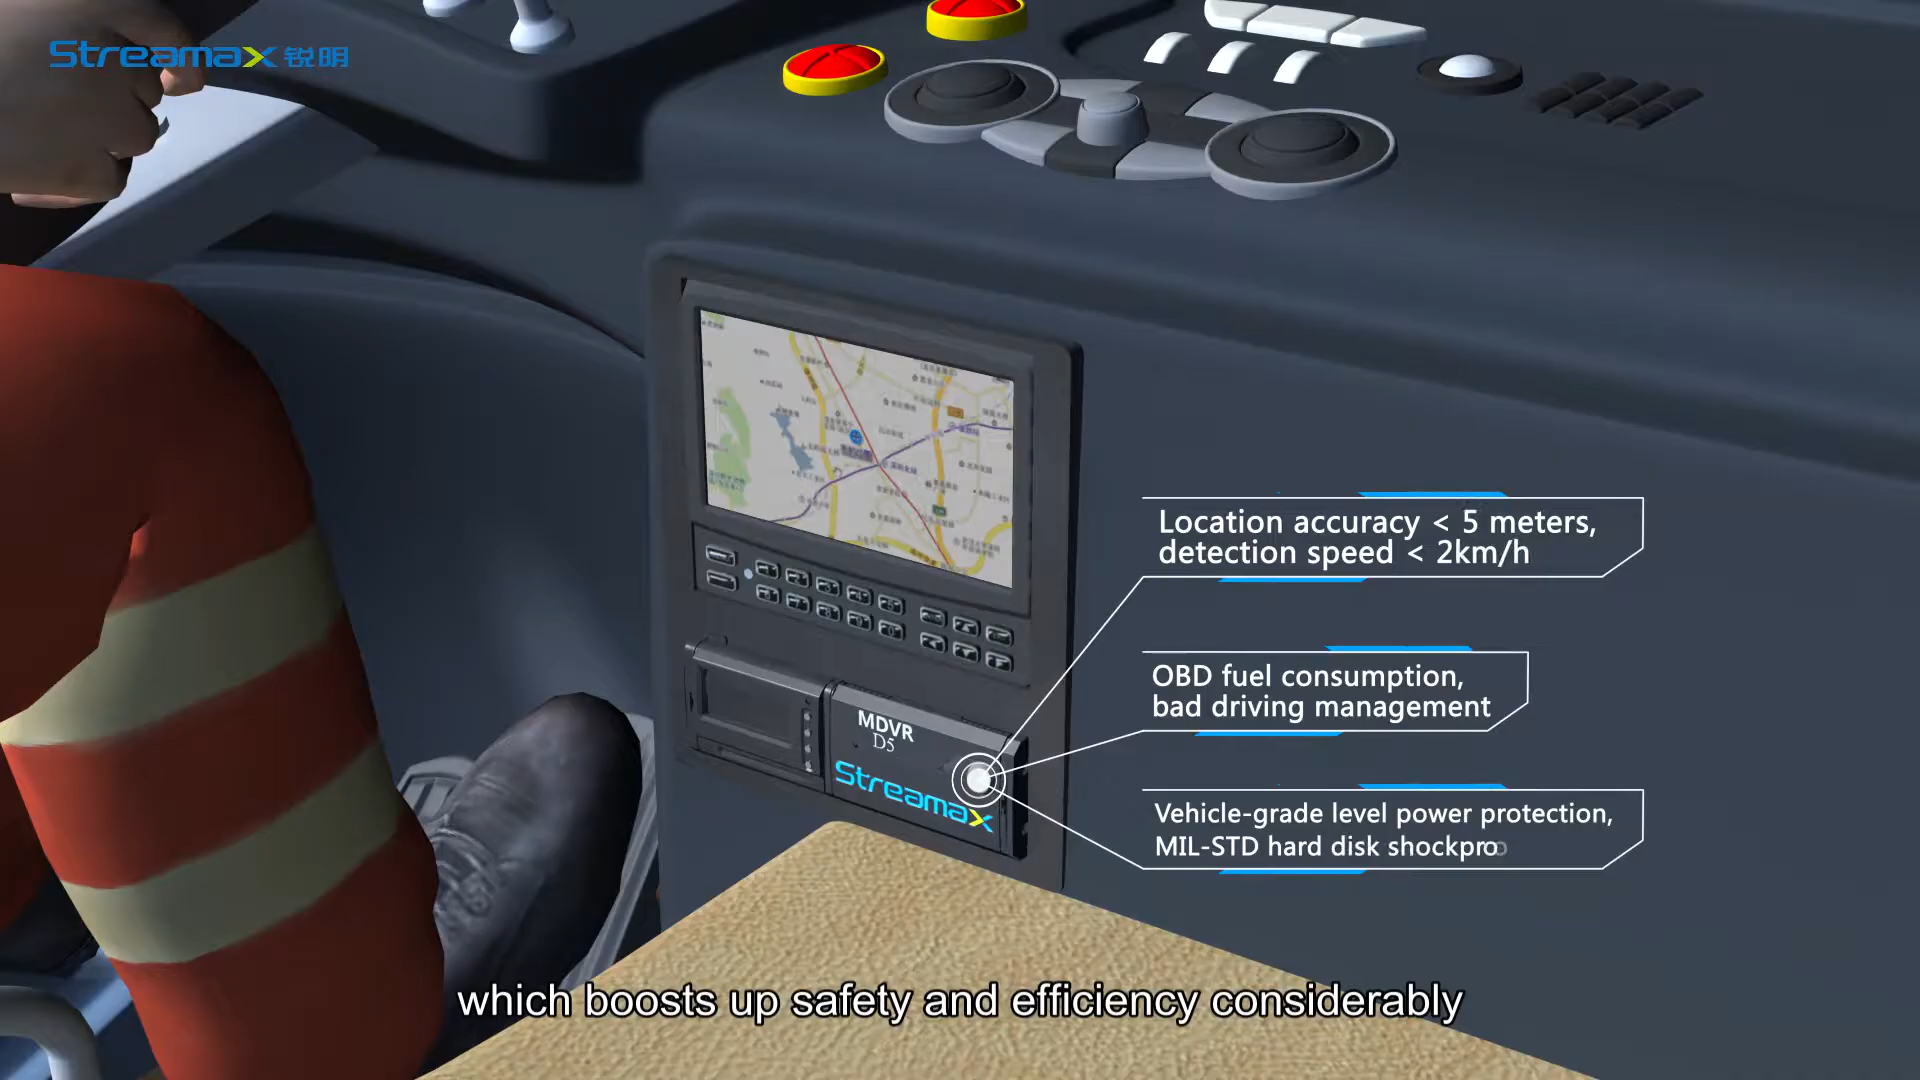 Streamax 锐明
Location accuracy < 5 meters,
detection speed < 2km/h
OBD fuel consumption,
bad driving management
MDVR
D5
Streamax
Vehicle-grade level power protection,
MIL-STD hard disk shockproo
which boosts up safety and efficiency considerably